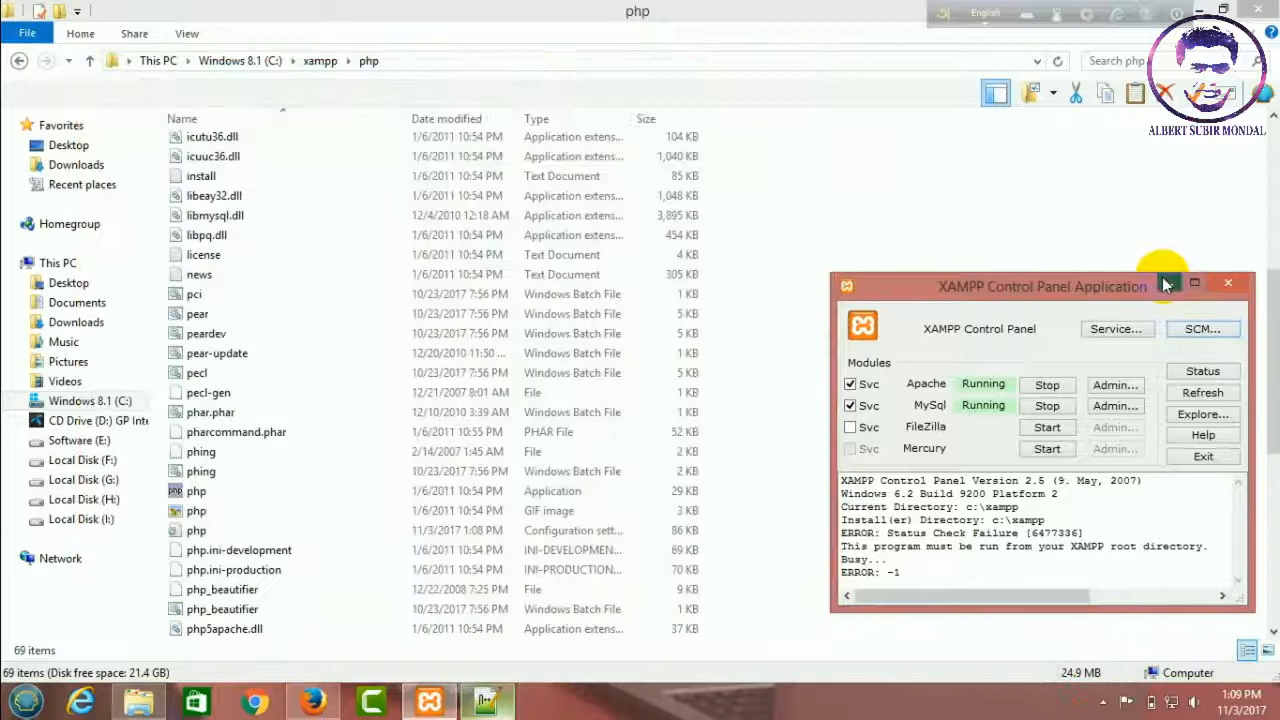 php
English
File Home Share View
This PC Windows 8.1 (C:) xampp php
Search php
ALBERT SUBIR MONDAL
Name Date modified Type Size
icutu36.dll 1/6/2011 10:54 PM Application extens... 104 KB
icuuc36.dll 1/6/2011 10:54 PM Application extens... 1,040 KB
install 1/6/2011 10:54 PM Text Document 85 KB
libeay32.dll 1/6/2011 10:54 PM Application extens... 1,048 KB
libmysql.dll 12/4/2010 12:18 AM Application extens... 3,895 KB
libpq.dll 1/6/2011 10:54 PM Application extens... 454 KB
license 1/6/2011 10:54 PM Text Document 4 KB
news 1/6/2011 10:54 PM Text Document 305 KB
pci 10/23/2017 7:56 PM Windows Batch File 1 KB
pear 10/23/2017 7:56 PM Windows Batch File 5 KB
peardev 10/23/2017 7:56 PM Windows Batch File 5 KB
pear-update 12/20/2010 11:50 ... PHP File 1 KB
pecl 10/23/2017 7:56 PM Windows Batch File 5 KB
pecl-gen 12/21/2007 8:01 AM File 1 KB
phar.phar 12/10/2010 3:39 AM Windows Batch File 1 KB
pharcommand.phar 1/6/2011 10:55 PM PHAR File 52 KB
phing 2/14/2007 1:45 AM File 2 KB
phing 10/23/2017 7:56 PM Windows Batch File 2 KB
php 1/6/2011 10:54 PM Application 29 KB
php 1/6/2011 10:54 PM GIF image 3 KB
php 11/3/2017 1:08 PM Configuration sett... 86 KB
php.ini-development 1/6/2011 10:54 PM INI-DEVELOPMEN... 69 KB
php.ini-production 1/6/2011 10:54 PM INI-PRODUCTION... 70 KB
php_beautifier 12/22/2008 7:25 PM File 9 KB
php_beautifier 10/23/2017 7:56 PM Windows Batch File 1 KB
php5apache.dll 1/6/2011 10:54 PM Application extens... 37 KB
Favorites
Desktop
Downloads
Recent places
Homegroup
This PC
Desktop
Documents
Downloads
Music
Pictures
Videos
Windows 8.1 (C:)
CD Drive (D:) GP Inte
Software (E:)
Local Disk (F:)
Local Disk (G:)
Local Disk (H:)
Local Disk (I:)
Network
XAMPP Control Panel Application
XAMPP Control Panel Service... SCM...
Modules
Svc Apache Running Stop Admin... Status
Svc MySql Running Stop Admin... Refresh
Svc FileZilla Start Admin... Explore...
Svc Mercury Start Admin... Help
Exit
XAMPP Control Panel Version 2.5 (9. May, 2007)
Windows 6.2 Build 9200 Platform 2
Current Directory: c:\xampp
Install(er) Directory: c:\xampp
ERROR: Status Check Failure [6477336]
This program must be run from your XAMPP root directory.
Busy...
ERROR: -1
69 items
69 items (Disk free space: 21.4 GB) 24.9 MB Computer
1:09 PM
11/3/2017